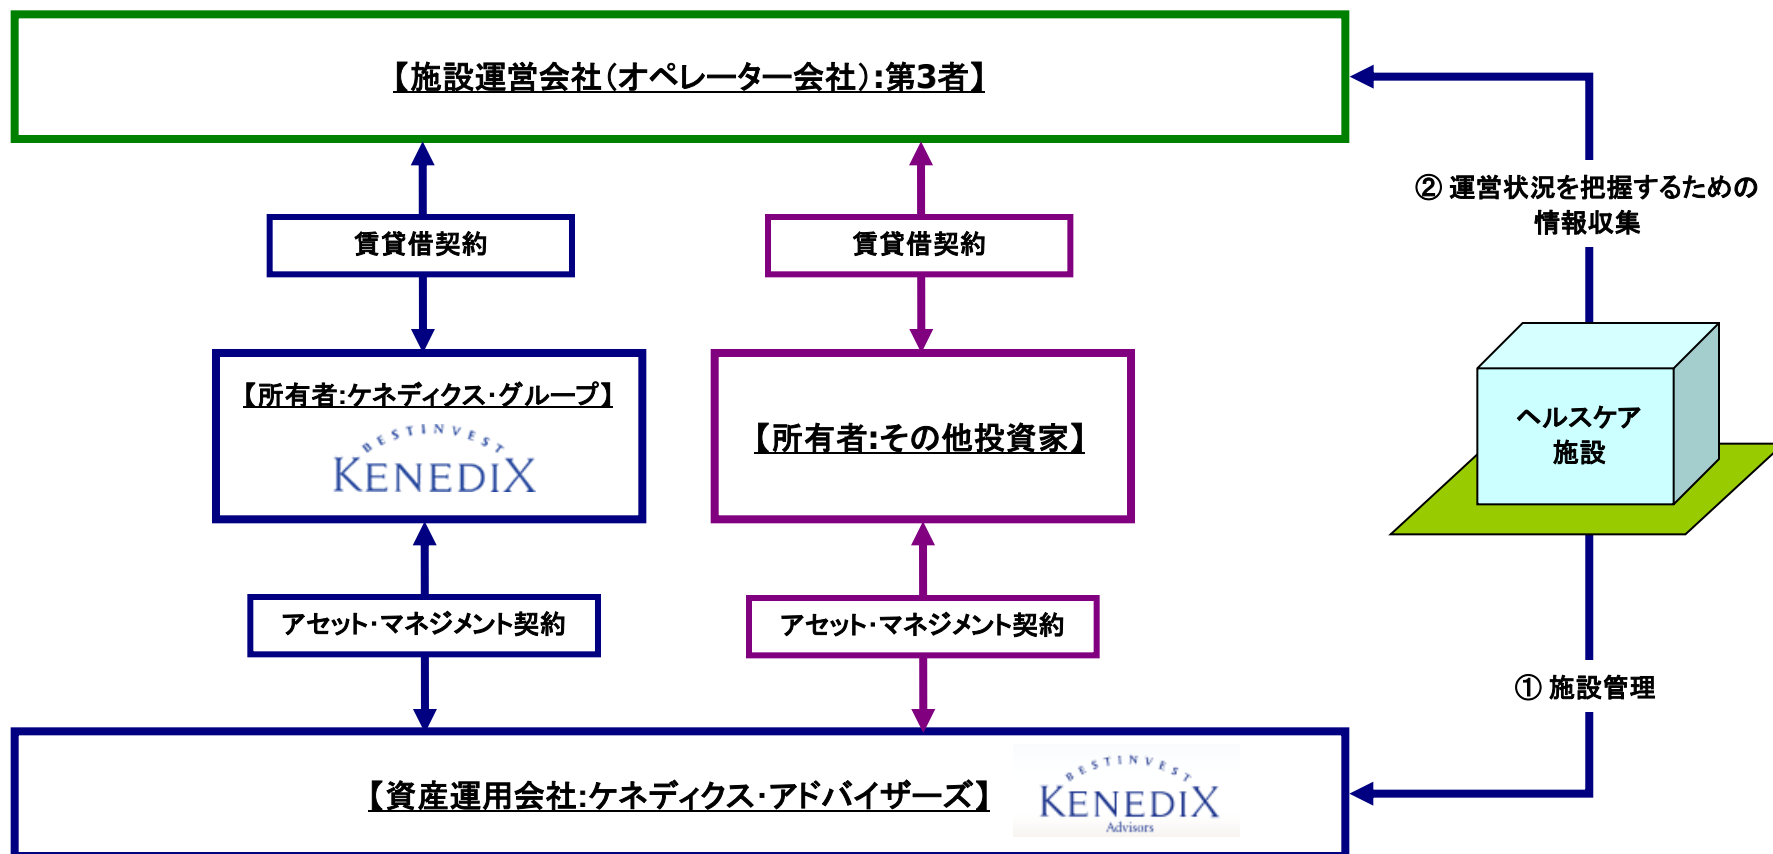 【施設運営会社(オペレーター会社):第3者】
② 運営状況を把握するための
情報収集
賃貸借契約
賃貸借契約
【所有者:ケネディクス・グループ】
BESTINVEST
KENEDIX
【所有者:その他投資家】
ヘルスケア
施設
アセット・マネジメント契約
アセット・マネジメント契約
① 施設管理
【資産運用会社:ケネディクス・アドバイザーズ】
BESTINVEST
KENEDIX
Advisors